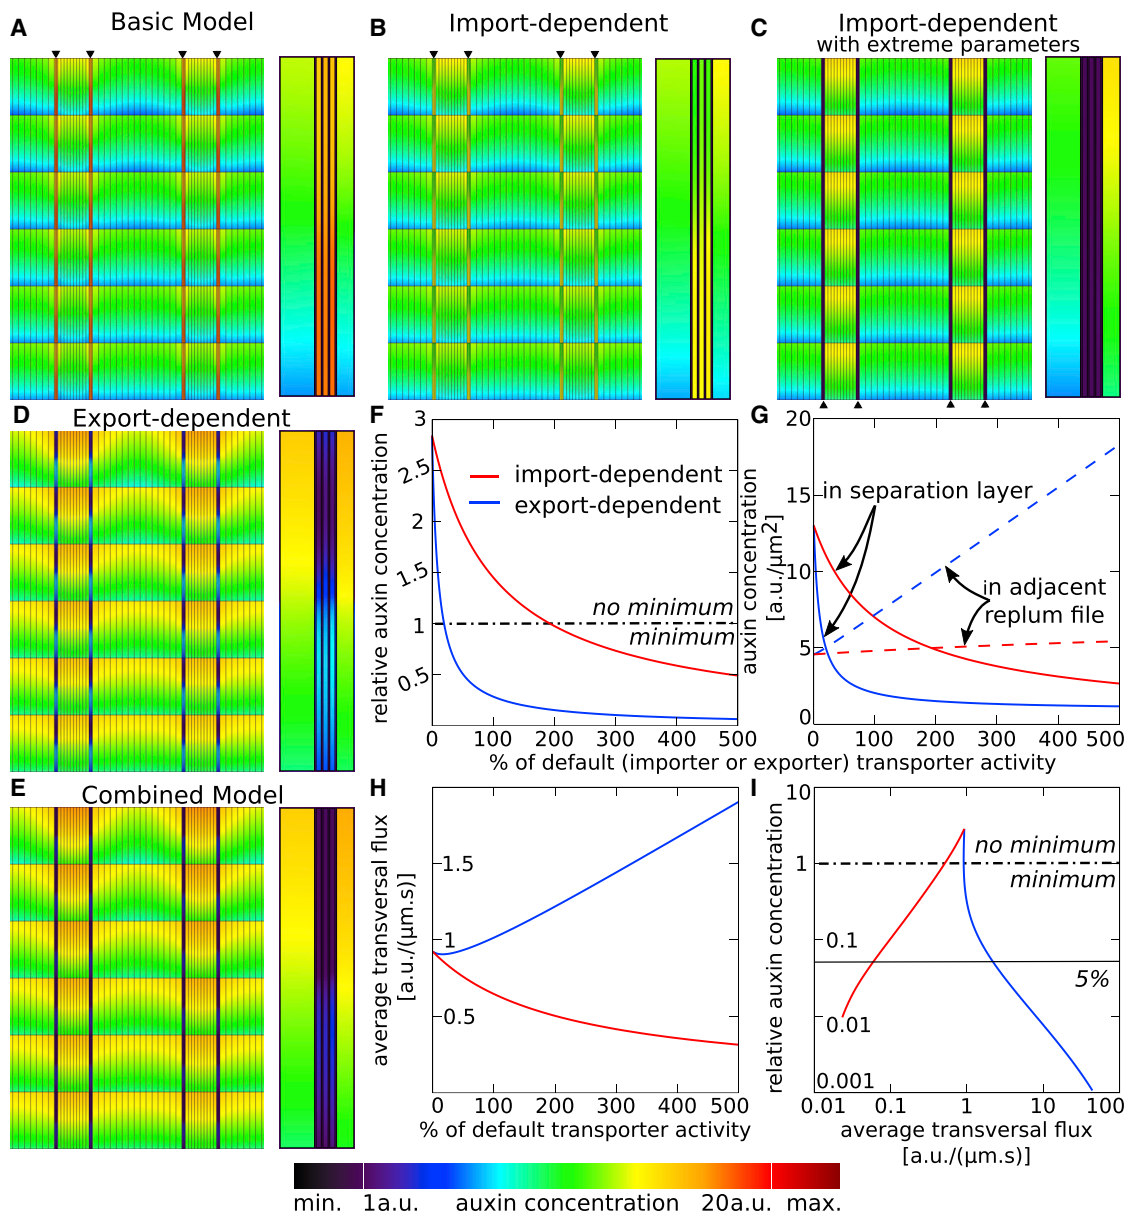 A
Basic Model
B
Import-dependent
C
Import-dependent
with extreme parameters
D
Export-dependent
E
Combined Model
F
3
2.5
2
1.5
1
0.5
relative auxin concentration
import-dependent
export-dependent
no minimum
minimum
0 100 200 300 400 500
% of default (importer or exporter) transporter activity
G
20
15
10
5
0
auxin concentration
[a.u./µm2]
in separation layer
in adjacent
replum file
0 100 200 300 400 500
H
1.5
1
0.5
average transversal flux
[a.u./(µm.s)]
0 100 200 300 400 500
% of default transporter activity
I
10
1
0.1
0.01
0.001
relative auxin concentration
no minimum
minimum
5%
0.01 0.1 1 10 100
average transversal flux
[a.u./(µm.s)]
min. 1a.u. auxin concentration 20a.u. max.